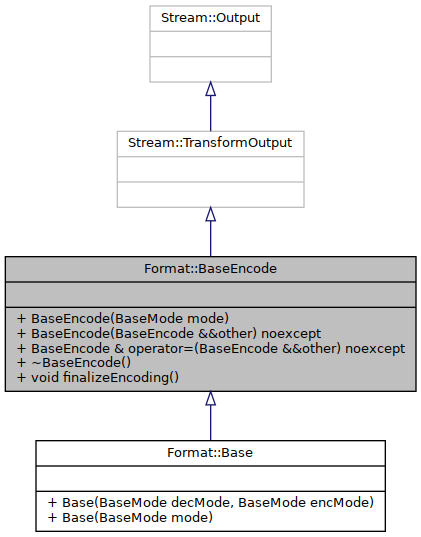 Stream::Output
Stream::TransformOutput
Format::BaseEncode
+ BaseEncode(BaseMode mode)
+ BaseEncode(BaseEncode &&other) noexcept
+ BaseEncode & operator=(BaseEncode &&other) noexcept
+ ~BaseEncode()
+ void finalizeEncoding()
Format::Base
+ Base(BaseMode decMode, BaseMode encMode)
+ Base(BaseMode mode)